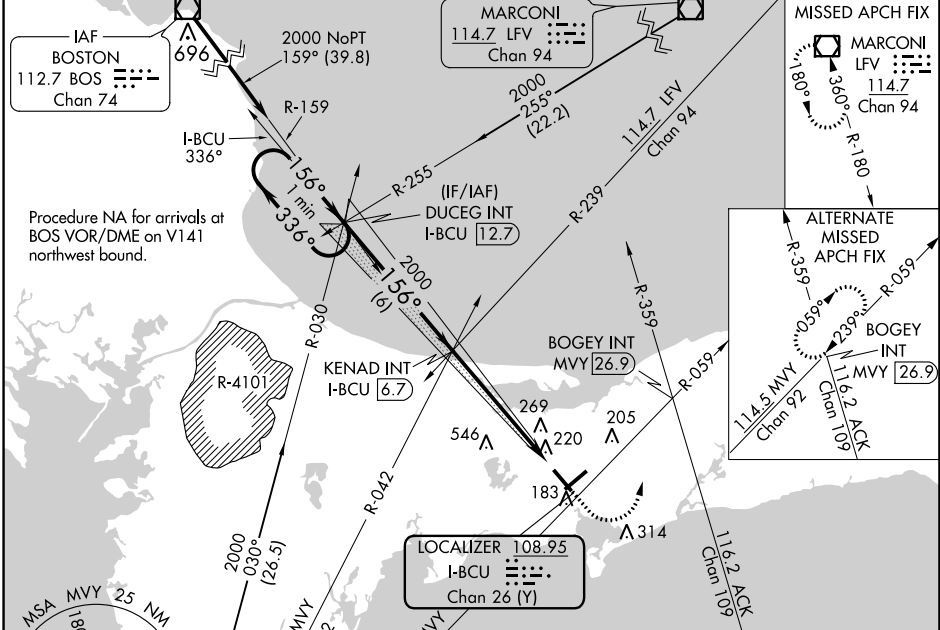 IAF
BOSTON
112.7 BOS
Chan 74
696
2000 NoPT
159° (39.8)
MARCONI
114.7 LFV
Chan 94
MISSED APCH FIX
MARCONI
LFV
114.7
Chan 94
180°
360°
R-180
R-159
I-BCU
336°
2000
255°
(22.2)
R-255
114.7 LFV
Chan 94
R-239
156°
1 min
336°
(IF/IAF)
DUCEG INT
I-BCU 12.7
Procedure NA for arrivals at
BOS VOR/DME on V141
northwest bound.
2000
156°
(6)
ALTERNATE
MISSED
APCH FIX
R-359
R-059
059°
239°
BOGEY
INT
MVY 26.9
114.5 MVY
Chan 92
116.2 ACK
Chan 109
R-030
R-4101
KENAD INT
I-BCU 6.7
BOGEY INT
MVY 26.9
R-359
R-059
269
546
220
205
183
314
R-042
2000
030°
(26.5)
LOCALIZER 108.95
I-BCU
Chan 26 (Y)
116.2 ACK
Chan 109
MSA MVY 25 NM
MVY
MVY